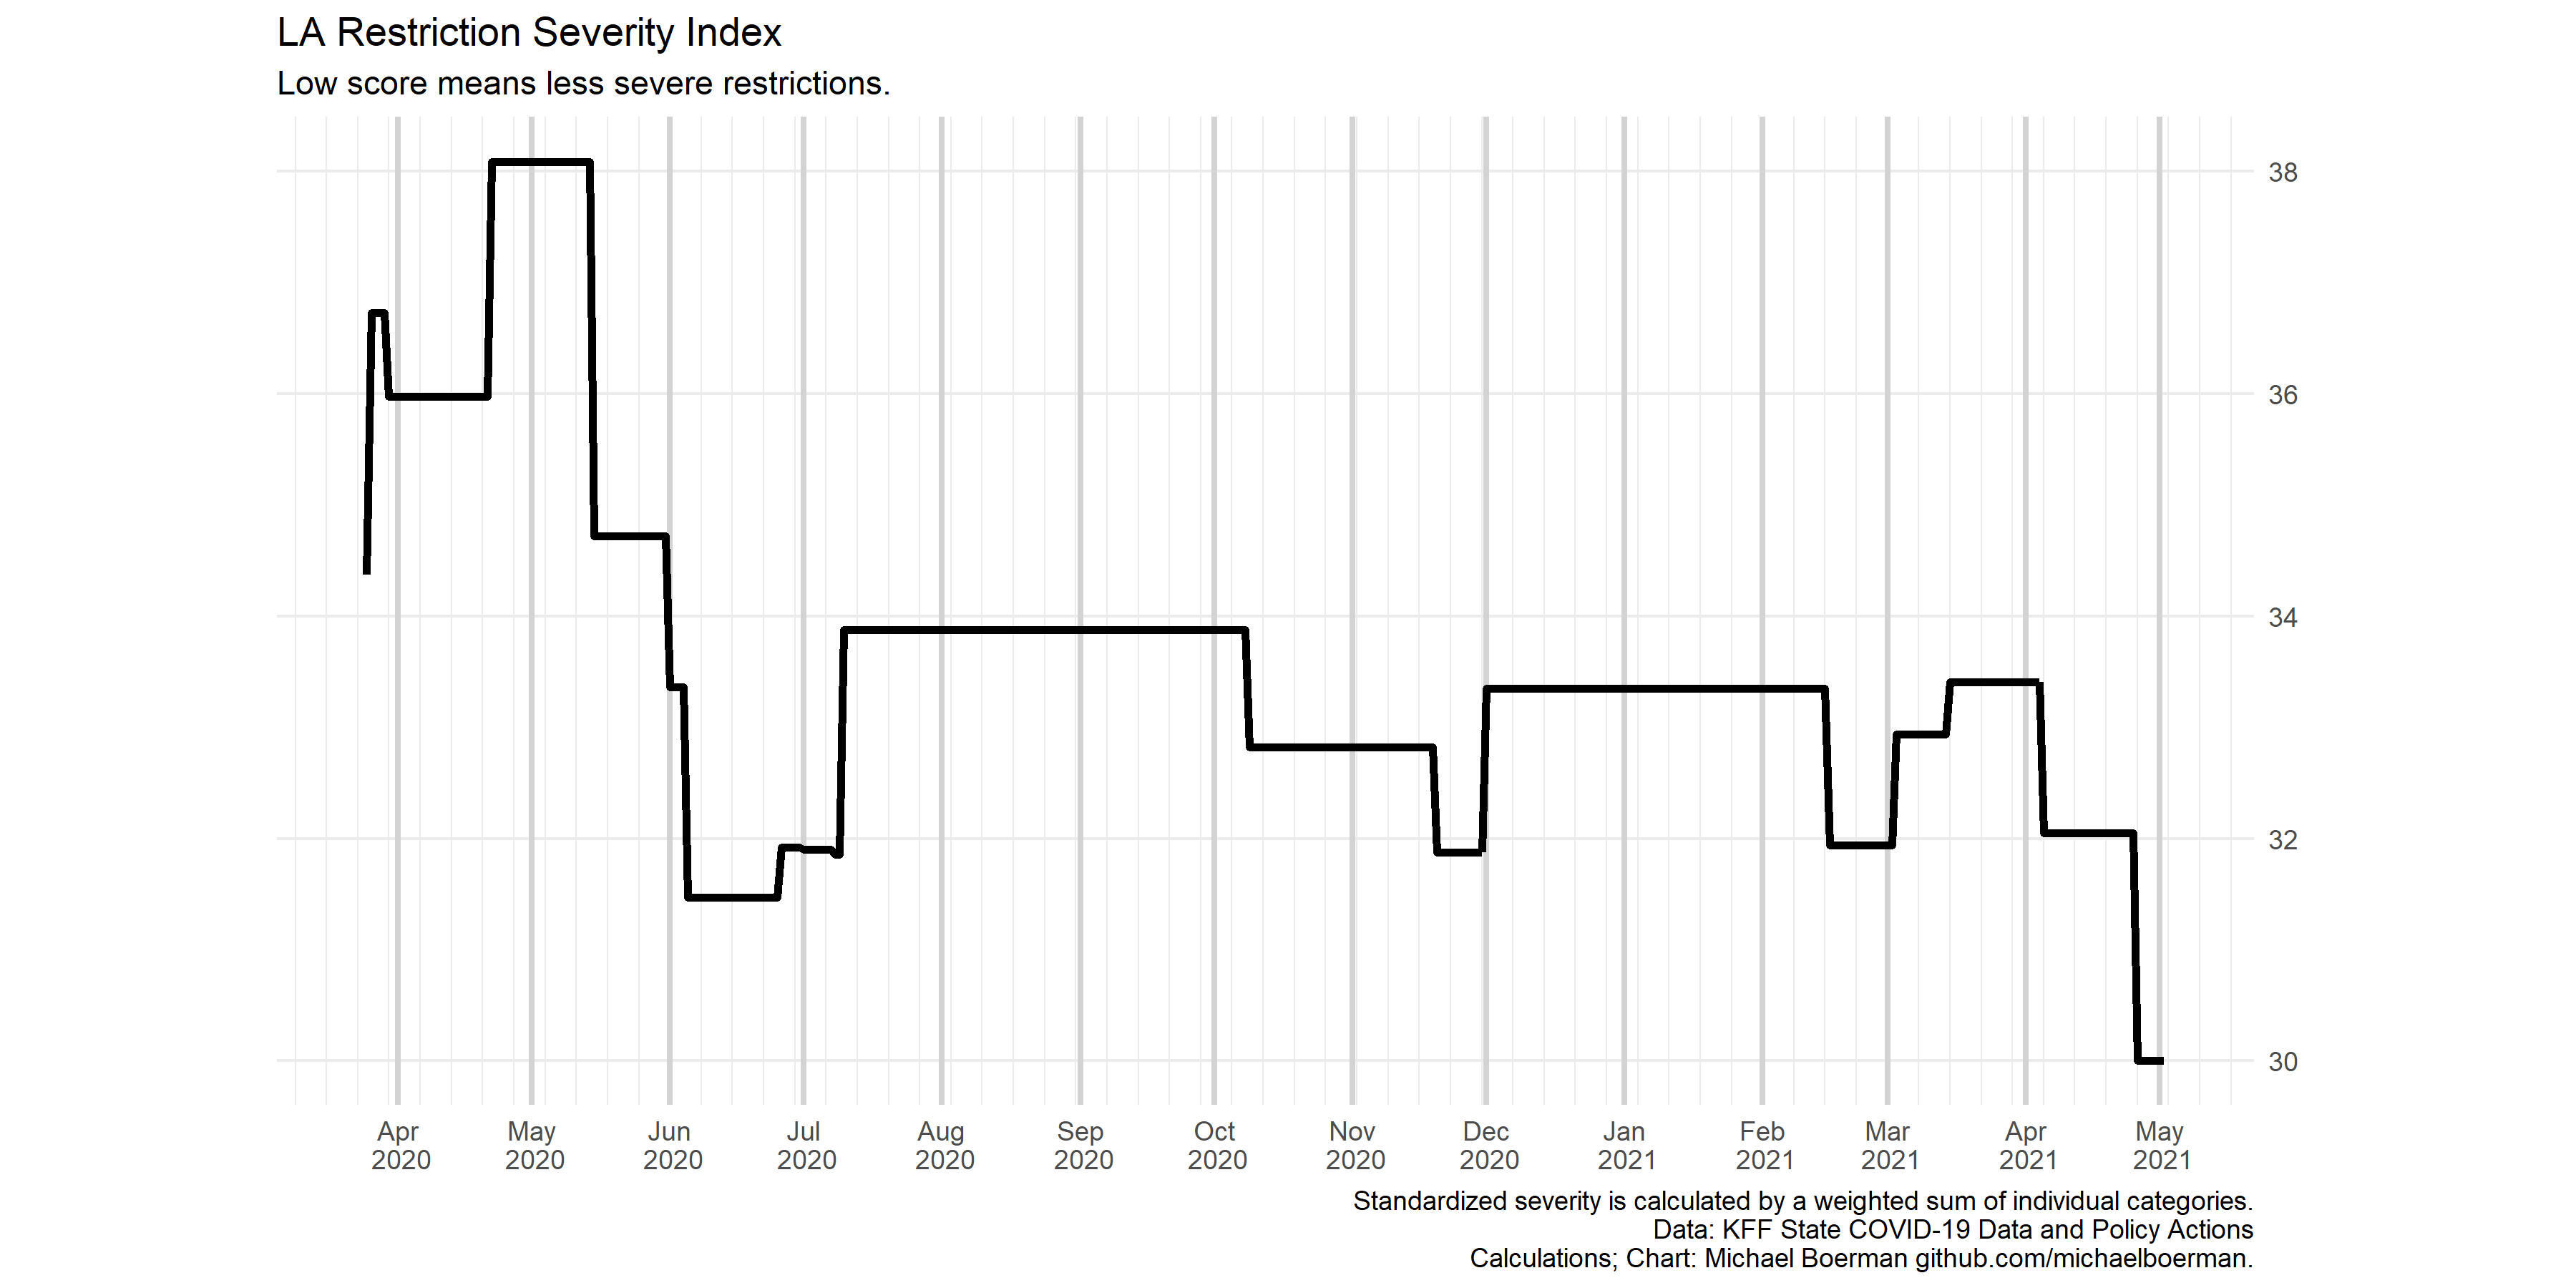 LA Restriction Severity Index
Low score means less severe restrictions.
38
36
34
32
30
Apr
2020
May
2020
Jun
2020
Jul
2020
Aug
2020
Sep
2020
Oct
2020
Nov
2020
Dec
2020
Jan
2021
Feb
2021
Mar
2021
Apr
2021
May
2021
Standardized severity is calculated by a weighted sum of individual categories.
Data: KFF State COVID-19 Data and Policy Actions
Calculations; Chart: Michael Boerman github.com/michaelboerman.